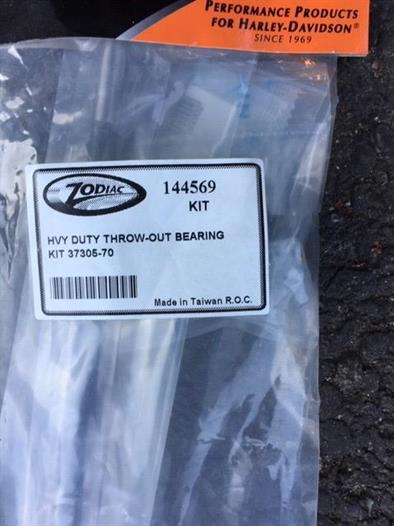 PERFORMANCE PRODUCTS
FOR HARLEY-DAVIDSON®
SINCE 1969
ZODIAC
144569
KIT
HVY DUTY THROW-OUT BEARING
KIT 37305-70
Made in Taiwan R.O.C.